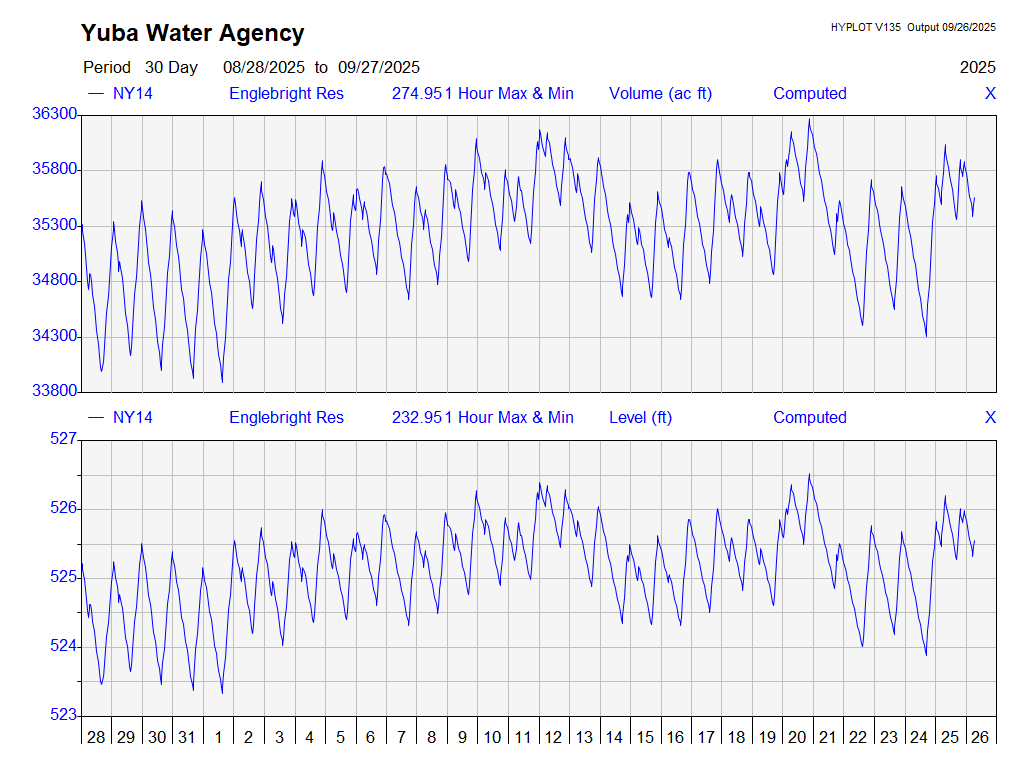 Yuba Water Agency
HYPLOT V135 Output 09/26/2025
Period 30 Day 08/28/2025 to 09/27/2025
2025
NY14 Englebright Res 274.951 Hour Max & Min Volume (ac ft) Computed X
36300
35800
35300
34800
34300
33800
NY14 Englebright Res 232.951 Hour Max & Min Level (ft) Computed X
527
526
525
524
523
28 29 30 31 1 2 3 4 5 6 7 8 9 10 11 12 13 14 15 16 17 18 19 20 21 22 23 24 25 26